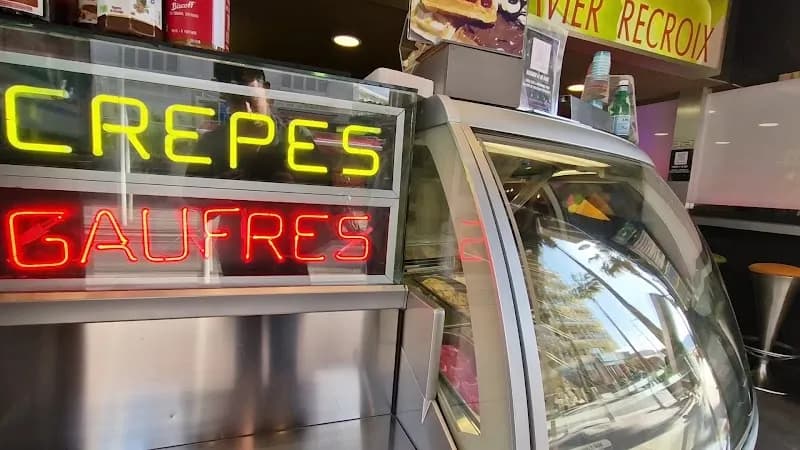 Biscoff
VIER RECROIX
CREPES
GAUFRES